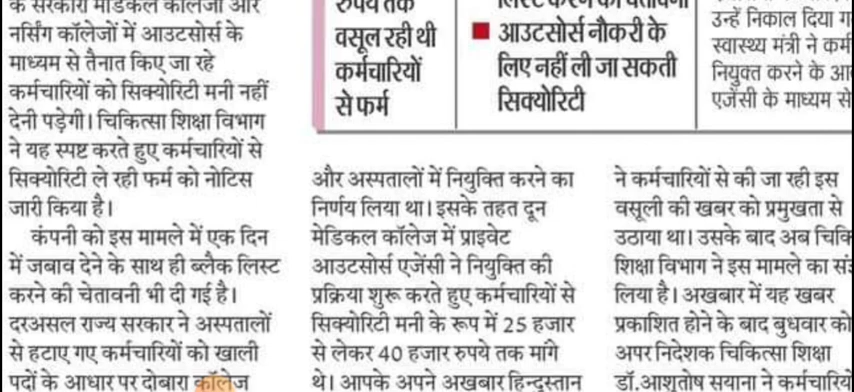 के सरकारी मेडिकल कॉलेजों और
नर्सिंग कॉलेजों में आउटसोर्स के
माध्यम से तैनात किए जा रहे
कर्मचारियों को सिक्योरिटी मनी नहीं
देनी पड़ेगी। चिकित्सा शिक्षा विभाग
ने यह स्पष्ट करते हुए कर्मचारियों से
सिक्योरिटी ले रही फर्म को नोटिस
जारी किया है।
कंपनी को इस मामले में एक दिन
में जबाव देने के साथ ही ब्लैक लिस्ट
करने की चेतावनी भी दी गई है।
दरअसल राज्य सरकार ने अस्पतालों
से हटाए गए कर्मचारियों को खाली
पदों के आधार पर दोबारा कॉलेज
रुपये तक
वसूल रही थी
कर्मचारियों
से फर्म
लिस्ट करने की चेतावनी
आउटसोर्स नौकरी के
लिए नहीं ली जा सकती
सिक्योरिटी
उन्हें निकाल दिया
स्वास्थ्य मंत्री ने
नियुक्त करने के
एजेंसी के माध्यम से
और अस्पतालों में नियुक्ति करने का
निर्णय लिया था। इसके तहत दून
मेडिकल कॉलेज में प्राइवेट
आउटसोर्स एजेंसी ने नियुक्ति की
प्रक्रिया शुरू करते हुए कर्मचारियों से
सिक्योरिटी मनी के रूप में 25 हजार
से लेकर 40 हजार रुपये तक मांगे
थे। आपके अपने अखबार हिन्दुस्तान
ने कर्मचारियों से की जा रही इस
वसूली की खबर को प्रमुखता से
उठाया था। उसके बाद अब
शिक्षा विभाग ने इस मामले का
लिया है। अखबार में यह खबर
प्रकाशित होने के बाद बुधवार को
अपर निदेशक चिकित्सा शिक्षा
डॉ.आशुतोष सयाना ने